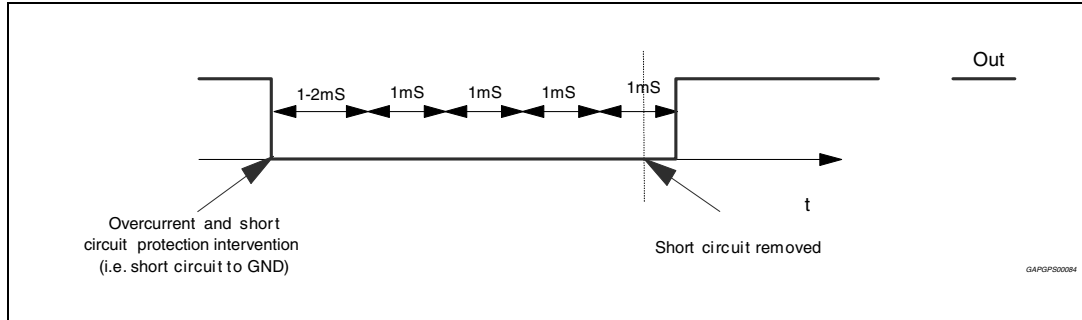 Out
1-2mS
1mS
1mS
1mS
1mS
t
Overcurrent and short
circuit protection intervention
(i.e. short circuit to GND)
Short circuit removed
GAPGPS00084